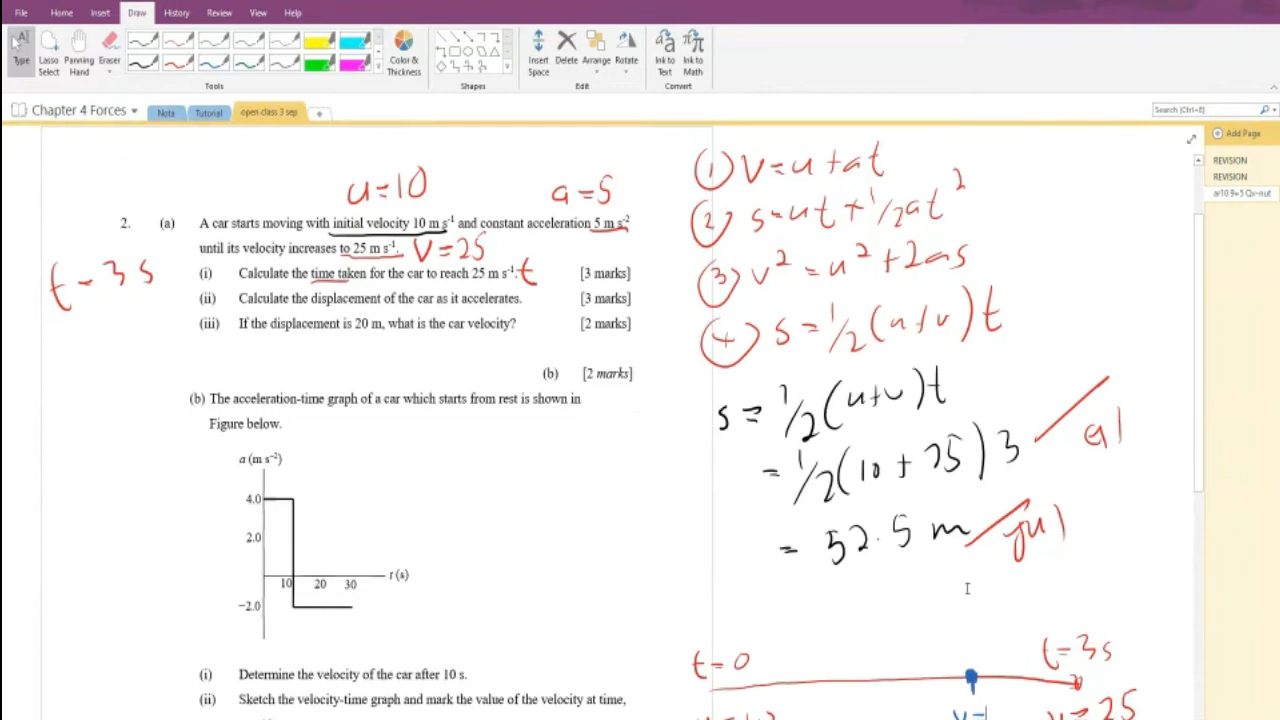 File Home Insert Draw History Review View Help
Type Lasso Select Panning Hand Eraser Color & Thickness Insert Space Delete Arrange Rotate Ink to Text Ink to Math
Tools Shapes Edit Convert
Chapter 4 Forces Nota Tutorial open class 3 sep Search (Ctrl+E)
Add Page
REVISION
REVISION
u=10 a=5
2. (a) A car starts moving with initial velocity 10 m s⁻¹ and constant acceleration 5 m s⁻²
until its velocity increases to 25 m s⁻¹. V=25
t = 3 s
(i) Calculate the time taken for the car to reach 25 m s⁻¹. t [3 marks]
(ii) Calculate the displacement of the car as it accelerates. [3 marks]
(iii) If the displacement is 20 m, what is the car velocity? [2 marks]
(b) [2 marks]
(b) The acceleration-time graph of a car which starts from rest is shown in
Figure below.
a (m s⁻²)
4.0
2.0
10 20 30 t (s)
−2.0
(i) Determine the velocity of the car after 10 s.
(ii) Sketch the velocity-time graph and mark the value of the velocity at time,
① v = u + at
② s = ut + 1/2 at²
③ v² = u² + 2as
④ s = 1/2 (u + v) t
s = 1/2 (u+v) t
= 1/2 (10 + 25) 3
= 52.5 m
t = 0 t = 3s
v = v = 25